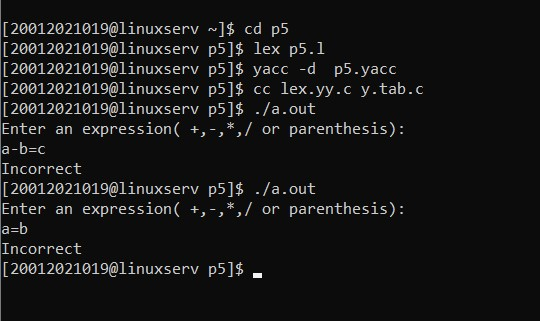 [20012021019@linuxserv ~]$ cd p5
[20012021019@linuxserv p5]$ lex p5.l
[20012021019@linuxserv p5]$ yacc -d  p5.yacc
[20012021019@linuxserv p5]$ cc lex.yy.c y.tab.c
[20012021019@linuxserv p5]$ ./a.out
Enter an expression( +,-,*,/ or parenthesis):
a-b=c
Incorrect
[20012021019@linuxserv p5]$ ./a.out
Enter an expression( +,-,*,/ or parenthesis):
a=b
Incorrect
[20012021019@linuxserv p5]$